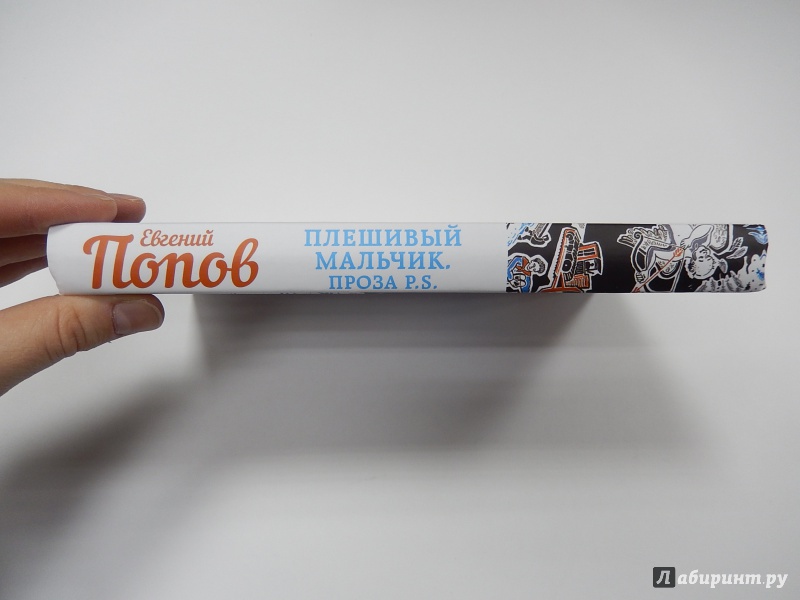 Евгений
Попов
ПЛЕШИВЫЙ
МАЛЬЧИК.
ПРОЗА P.S.
Лабиринт.ру